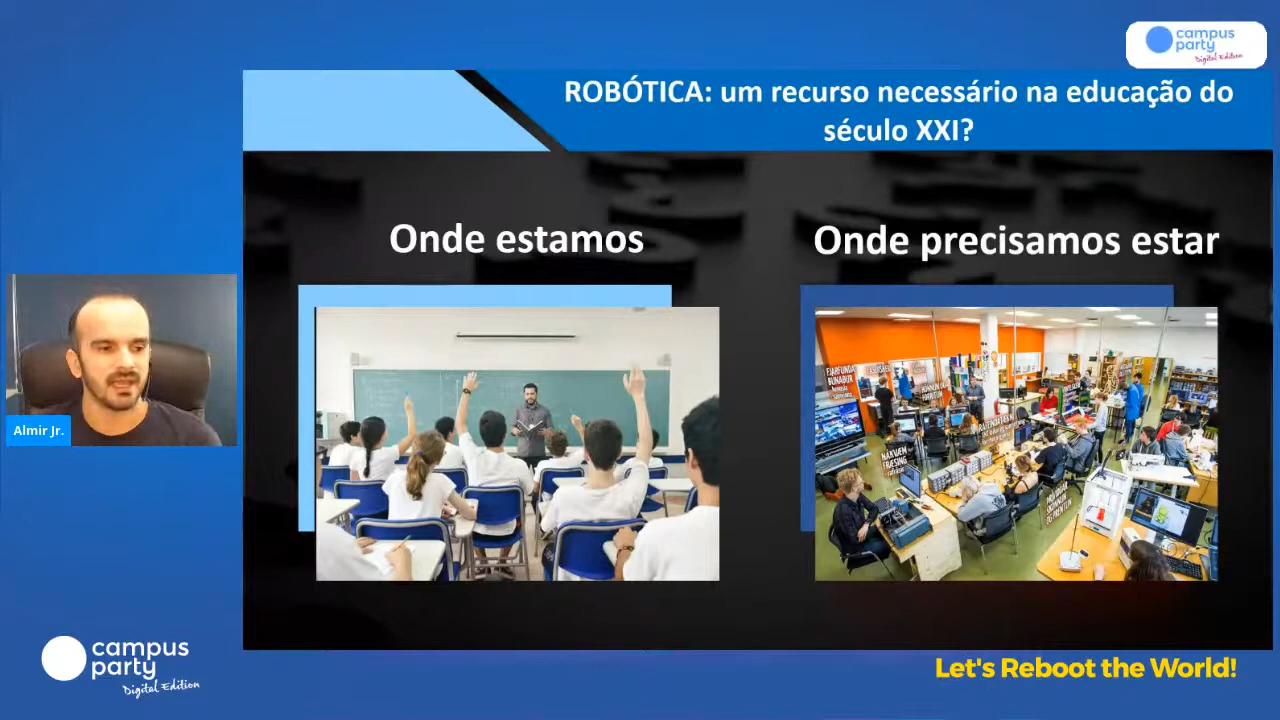 campus
party
Digital Edition
ROBÓTICA: um recurso necessário na educação do
século XXI?
Onde estamos
Onde precisamos estar
Almir Jr.
campus
party
Digital Edition
Let's Reboot the World!